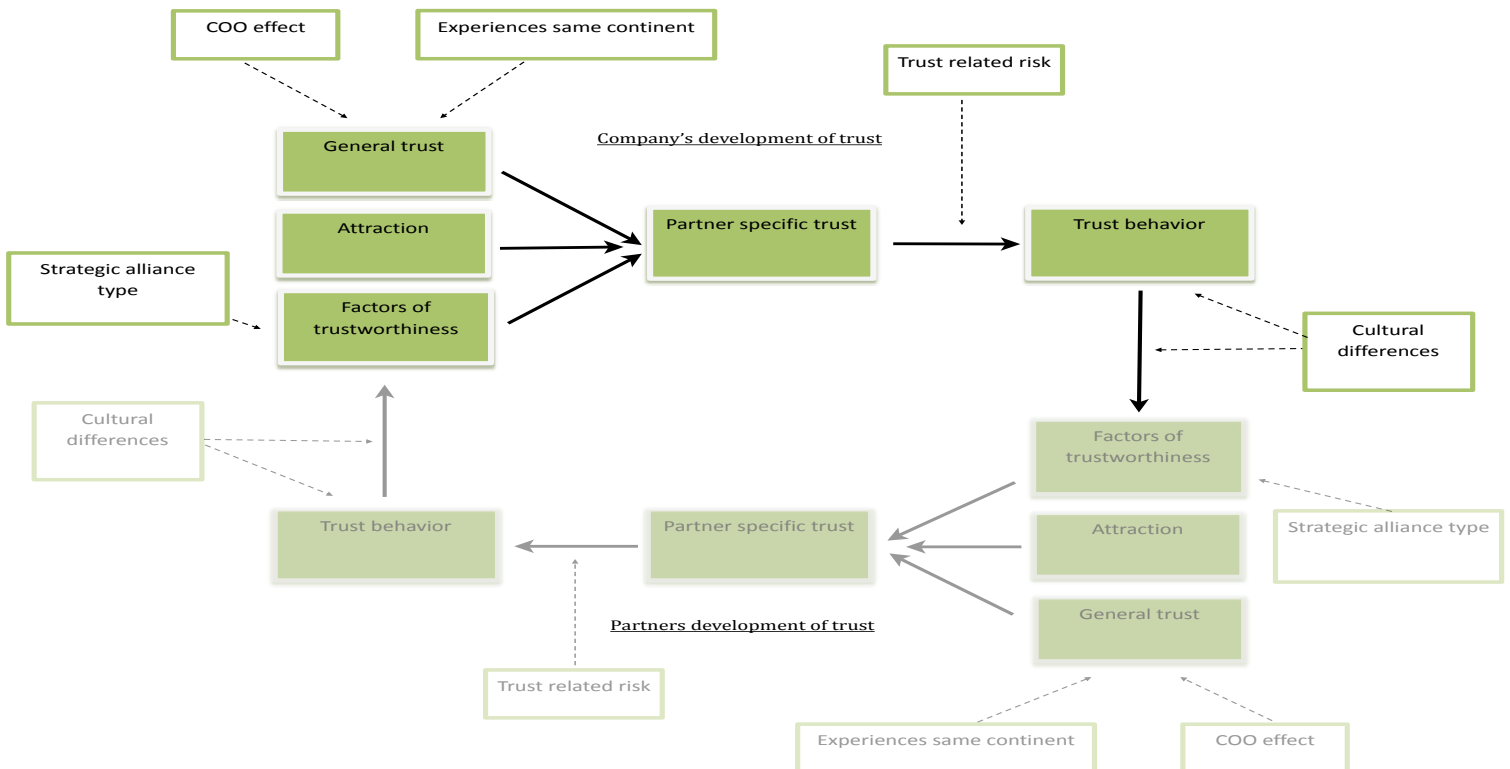 COO effect
Experiences same continent
Trust related risk
Company’s development of trust
General trust
Attraction
Partner specific trust
Trust behavior
Strategic alliance
type
Factors of
trustworthiness
Cultural
differences
Cultural
differences
Factors of
trustworthiness
Trust behavior
Partner specific trust
Attraction
Strategic alliance type
General trust
Partners development of trust
Trust related risk
Experiences same continent
COO effect